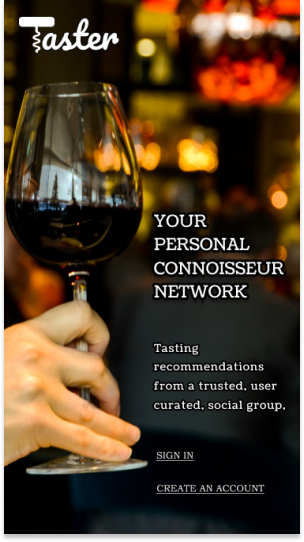 Taster
YOUR
PERSONAL
CONNOISSEUR
NETWORK
Tasting
recommendations
from a trusted, user
curated, social group,
SIGN IN
CREATE AN ACCOUNT